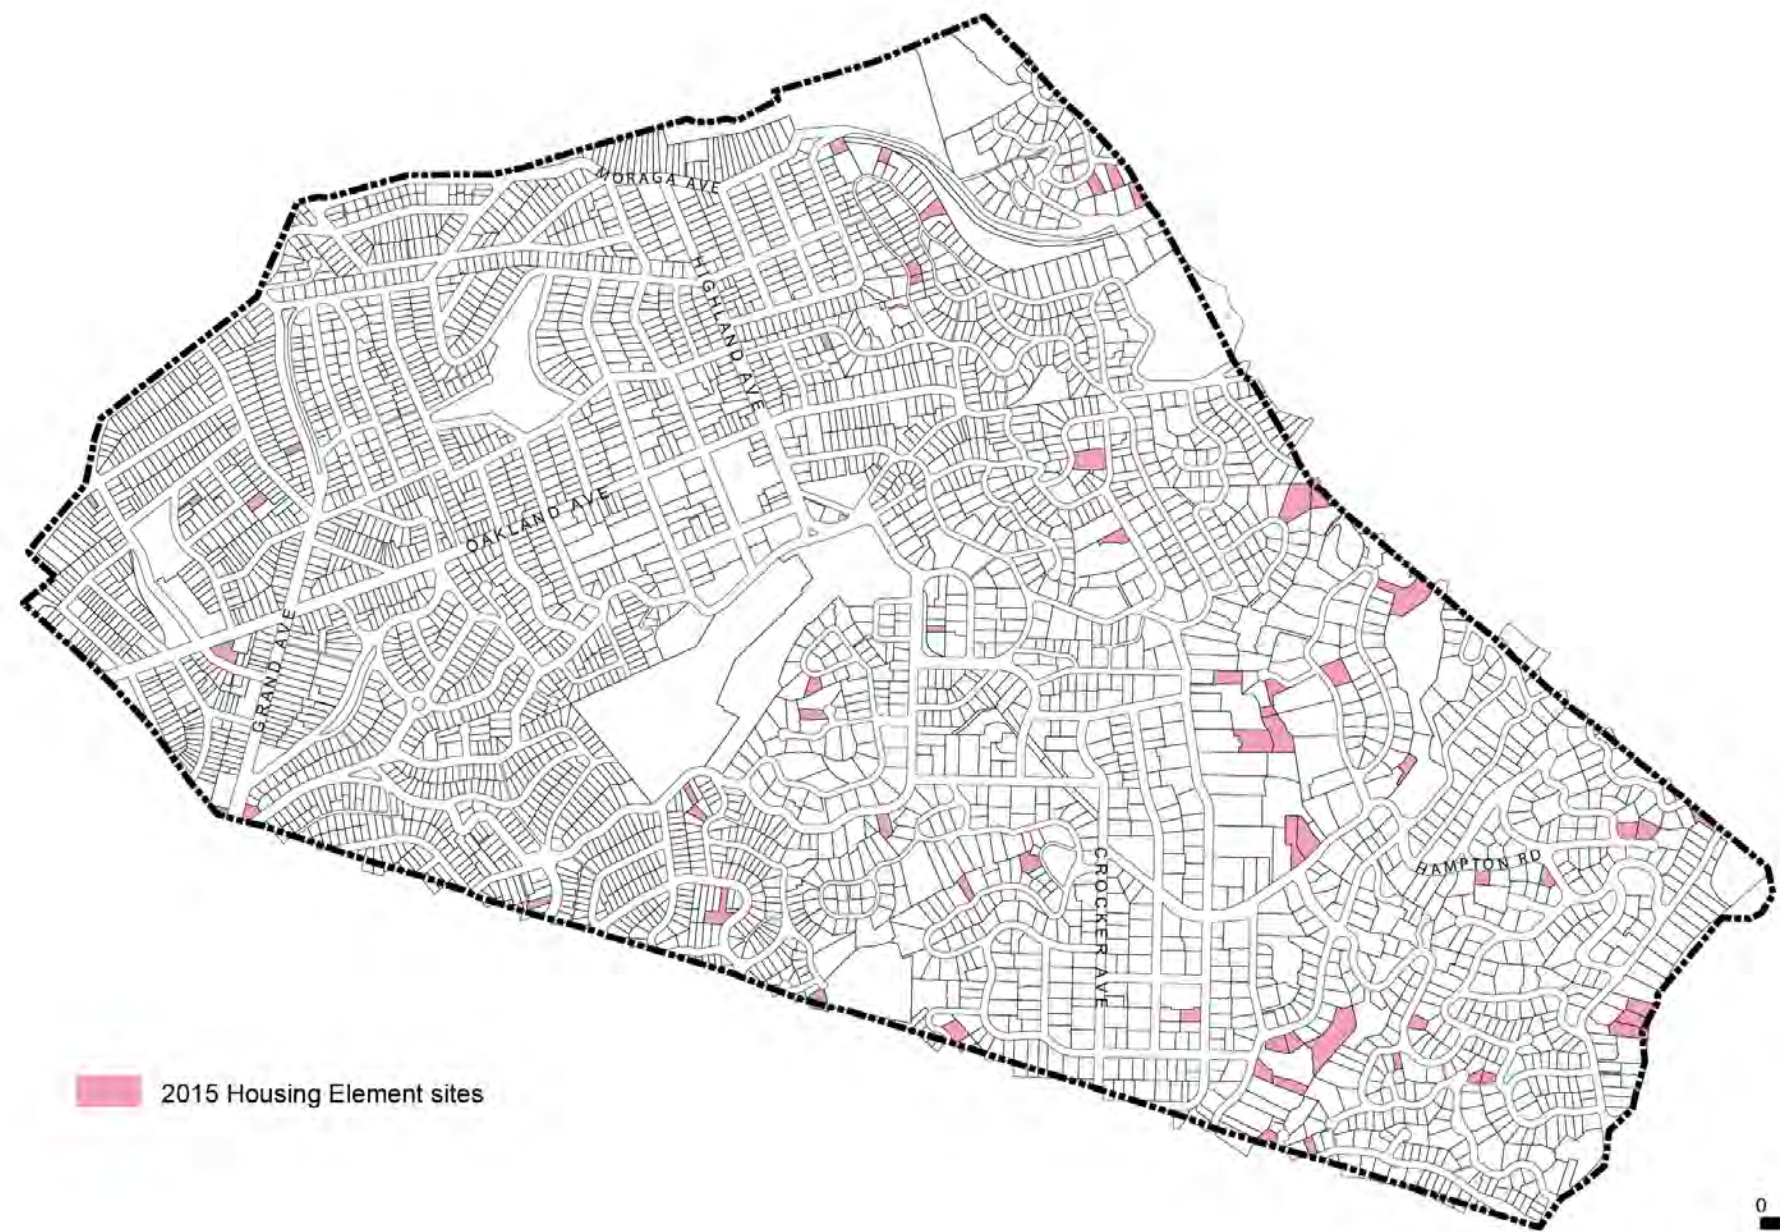 MORAGA AVE
HIGHLAND AVE
OAKLAND AVE
GRAND AVE
HAMPTON RD
CROCKER AVE
2015 Housing Element sites
0